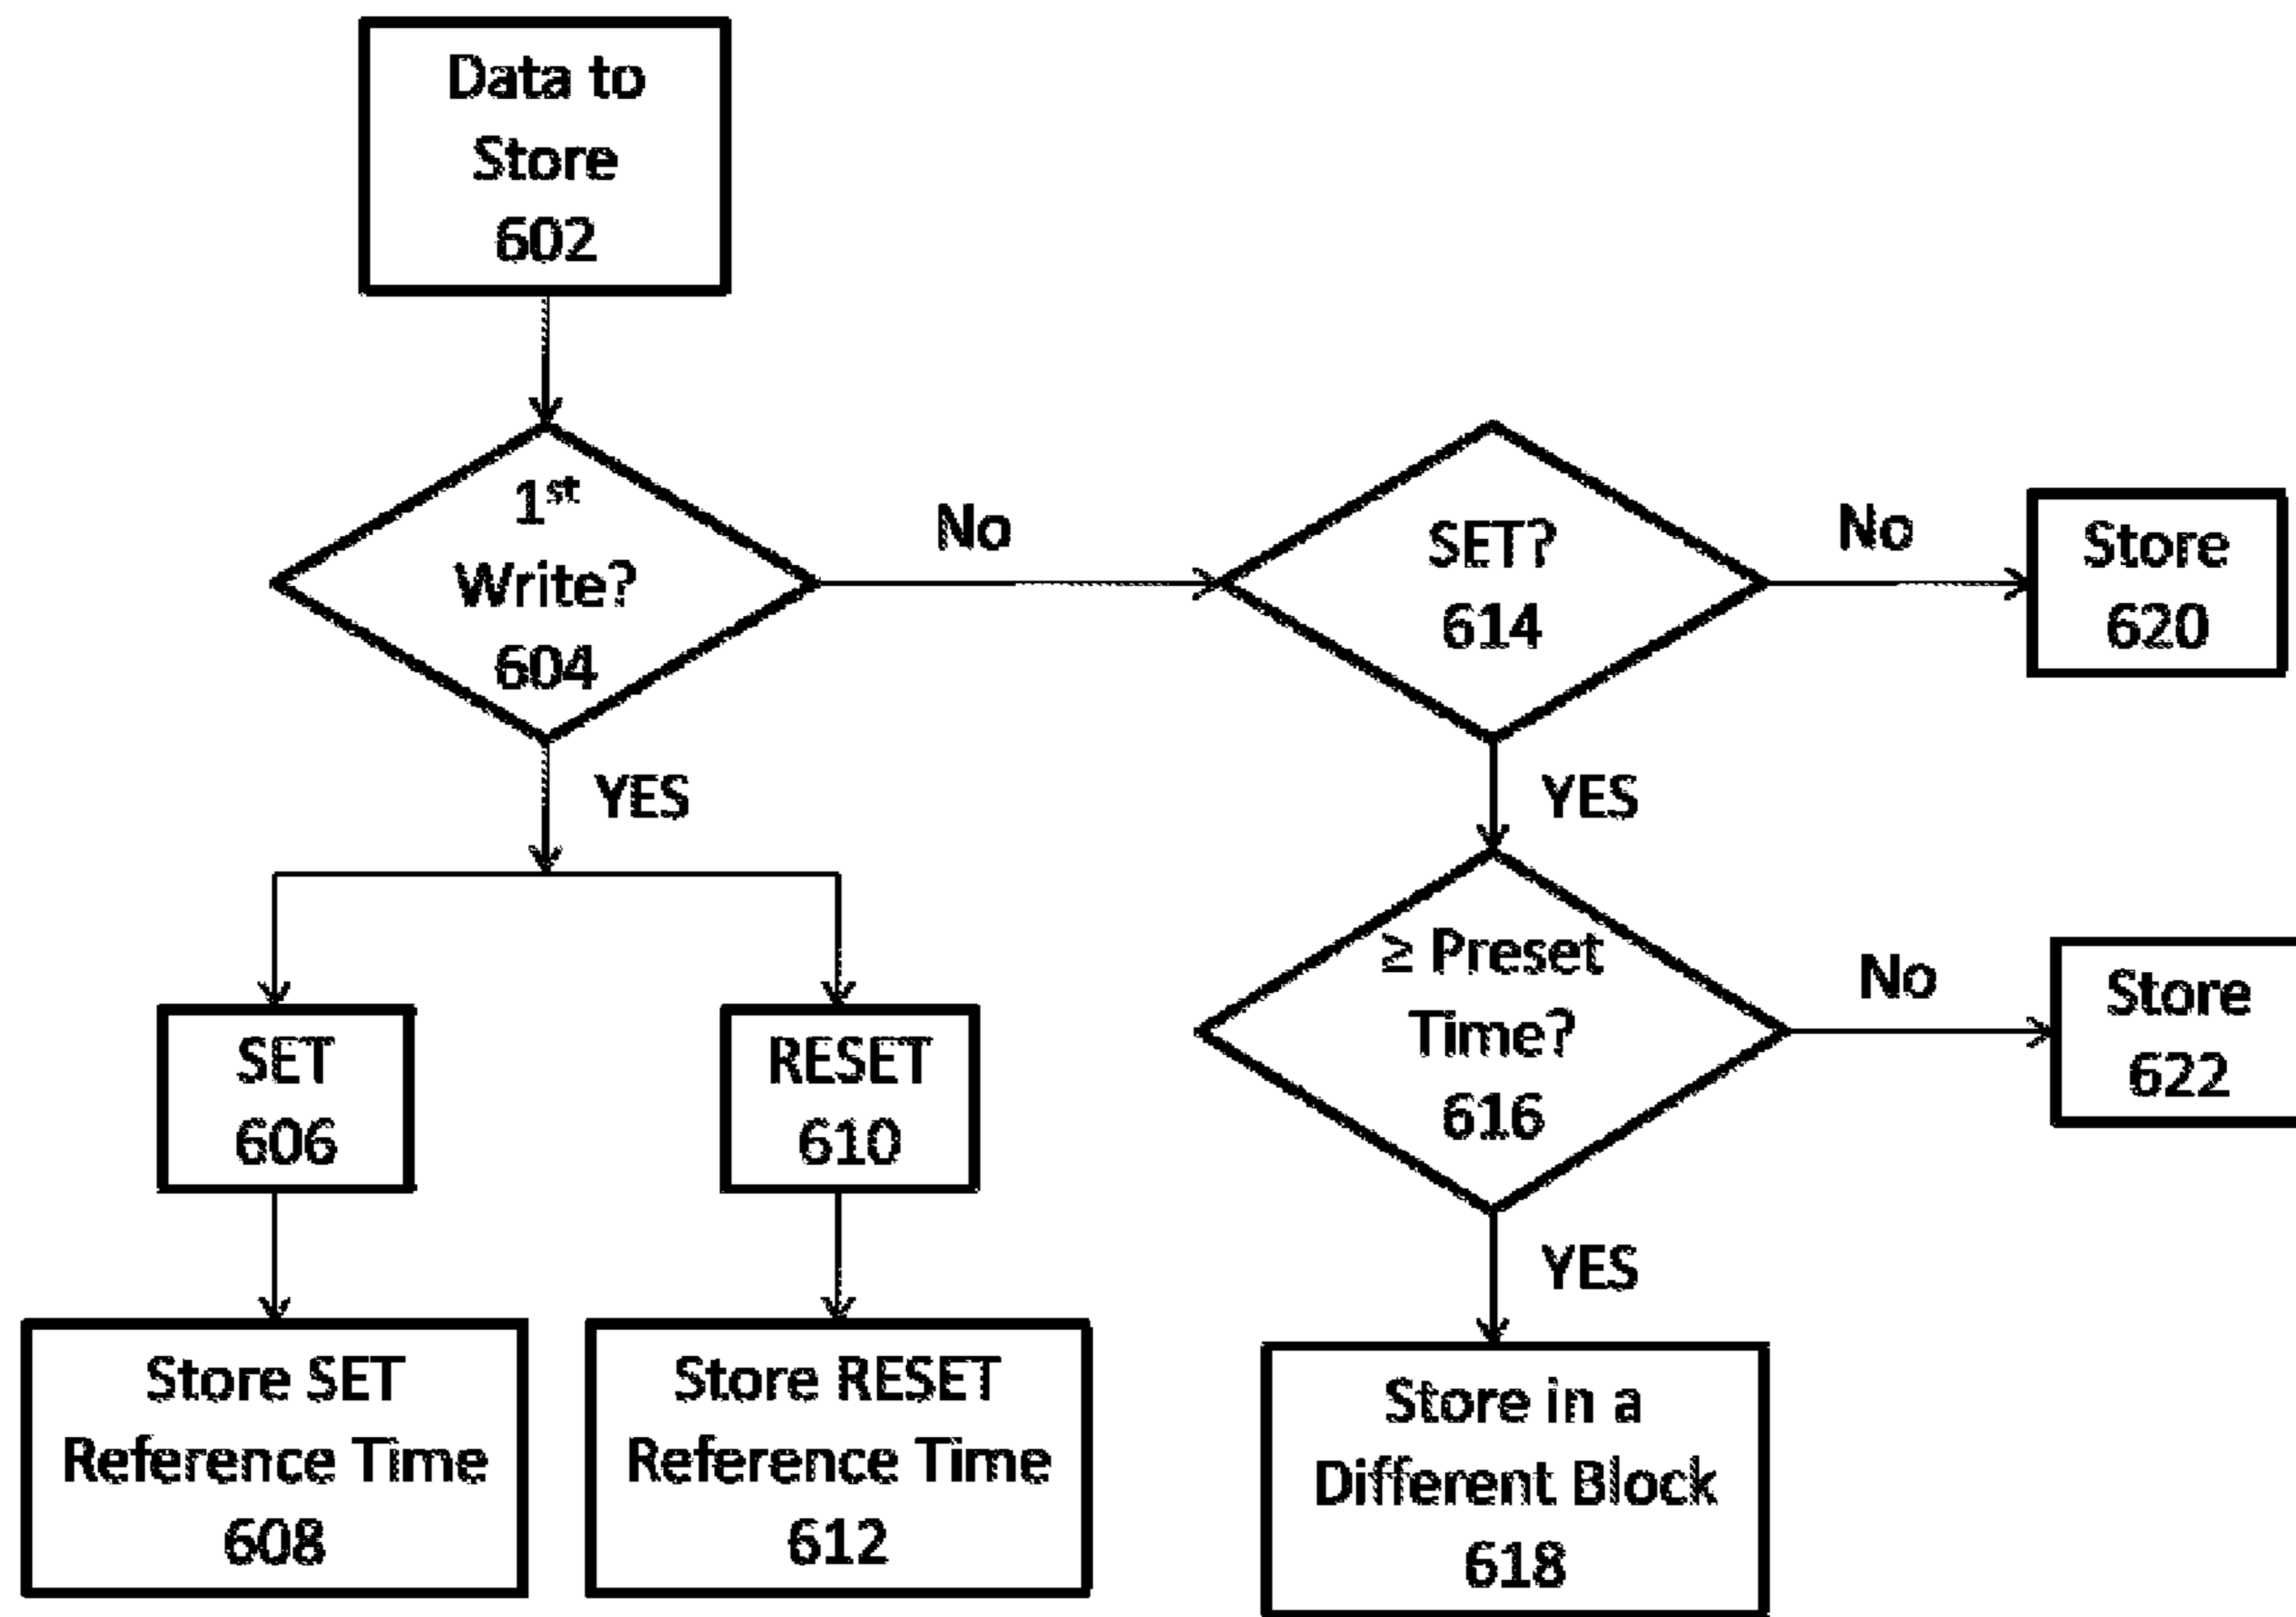 Data to
Store
602
1st
Write?
604
No
SET?
614
No
Store
620
YES
YES
SET
606
RESET
610
≥ Preset
Time?
616
No
Store
622
YES
Store SET
Reference Time
608
Store RESET
Reference Time
612
Store in a
Different Block
618